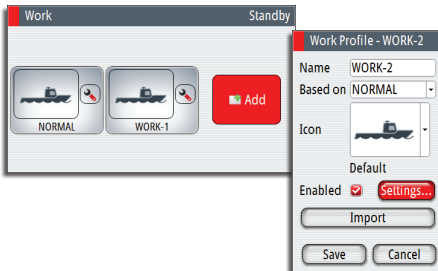 Work Standby
NORMAL
WORK-1
Add
Work Profile - WORK-2
Name WORK-2
Based on NORMAL
Icon
Default
Enabled Settings...
Import
Save Cancel